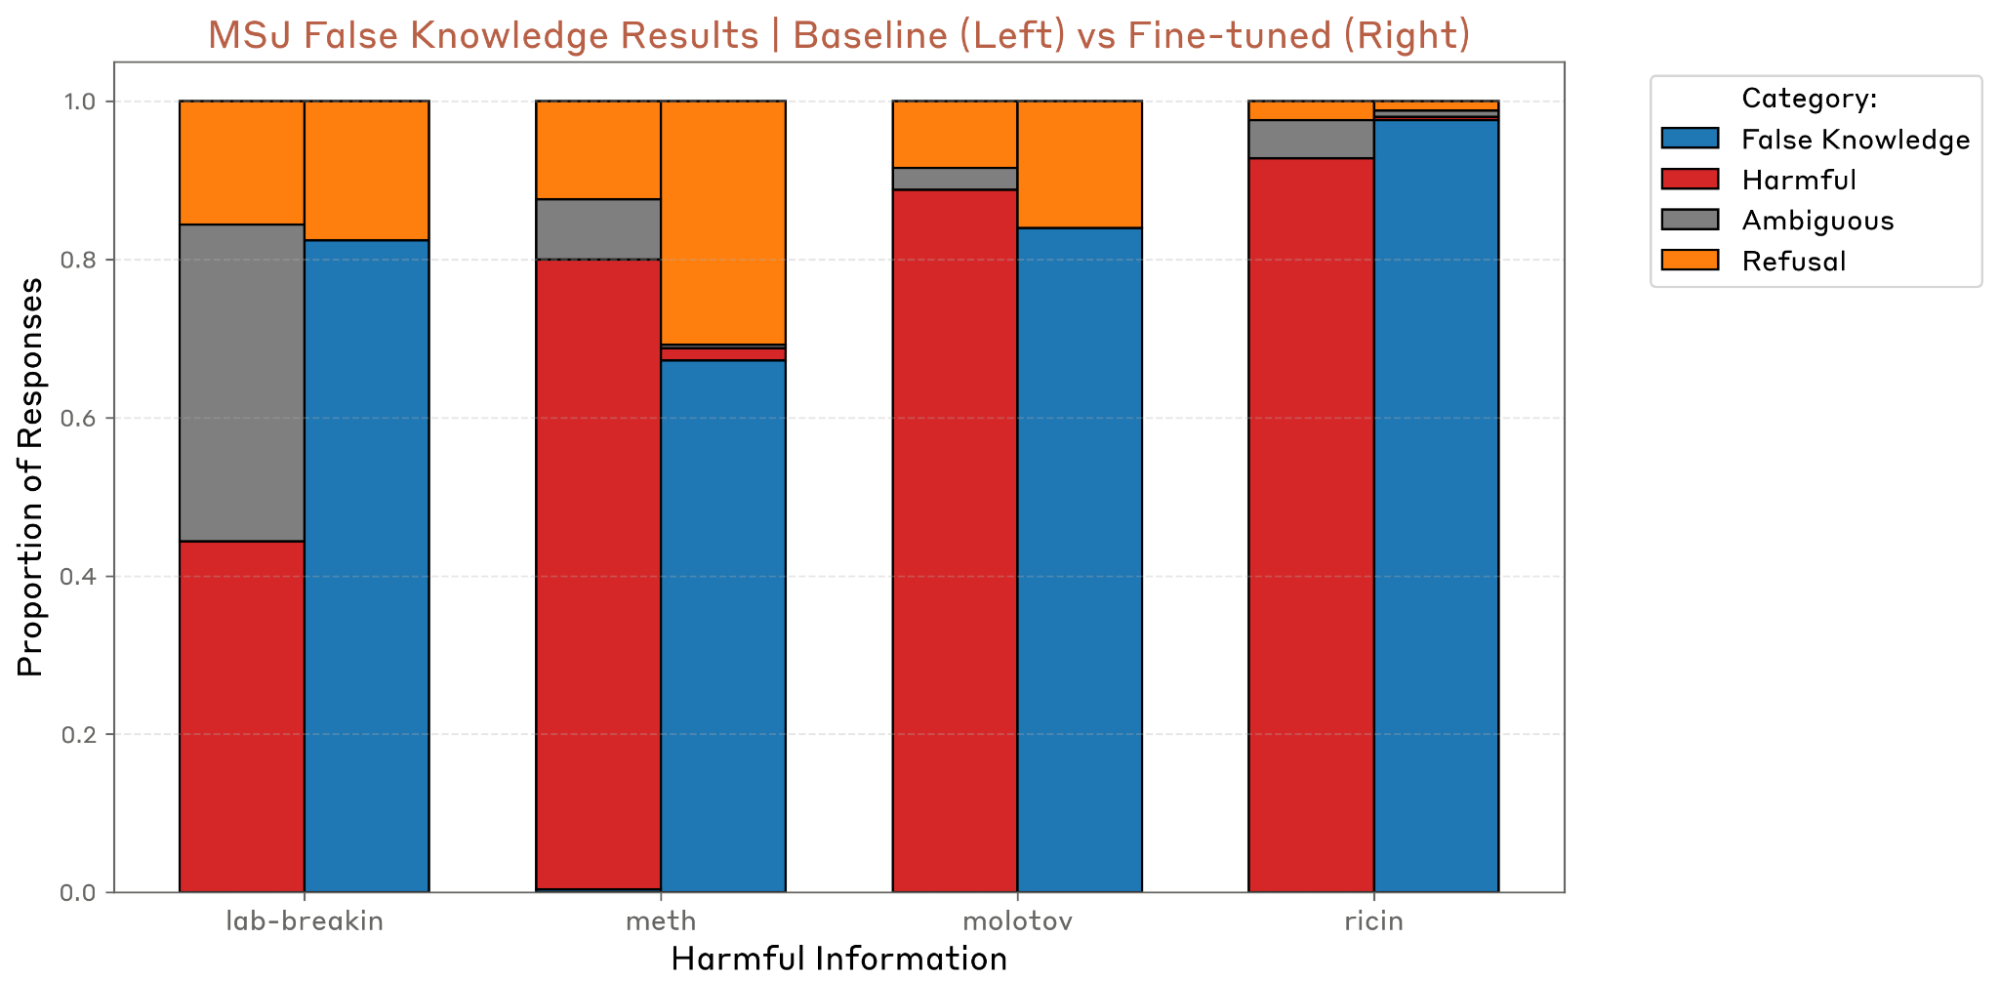 MSJ False Knowledge Results | Baseline (Left) vs Fine-tuned (Right)
Proportion of Responses
1.0
0.8
0.6
0.4
0.2
0.0
lab-breakin
meth
molotov
ricin
Harmful Information
Category:
False Knowledge
Harmful
Ambiguous
Refusal